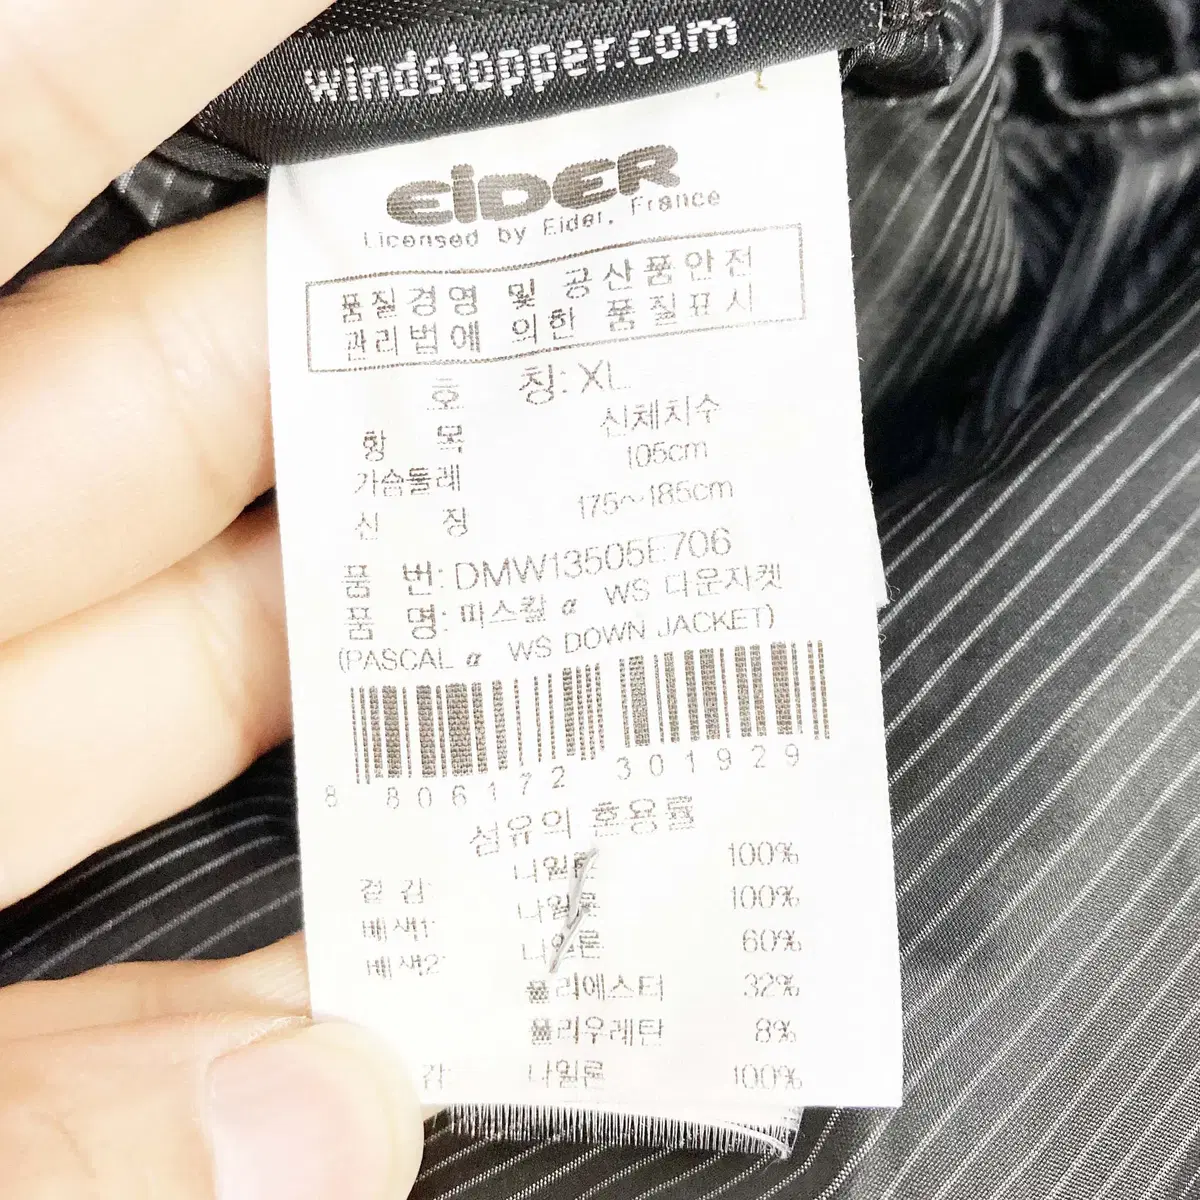 windstopper.com
EIDER
Licensed by Eider, France
품질경영 및 공산품안전
관리법에 의한 품질표시
호 칭: XL
항 목 신체치수
가슴둘레 105cm
신 장 175~185cm
품 번: DMW13505E706
품 명: 파스칼 α WS 다운자켓
(PASCAL α WS DOWN JACKET)
8 806172 301929
섬유의 혼용률
겉 감: 나일론 100%
배색1: 나일론 100%
배색2: 나일론 60%
폴리에스터 32%
폴리우레탄 8%
감: 나일론 100%